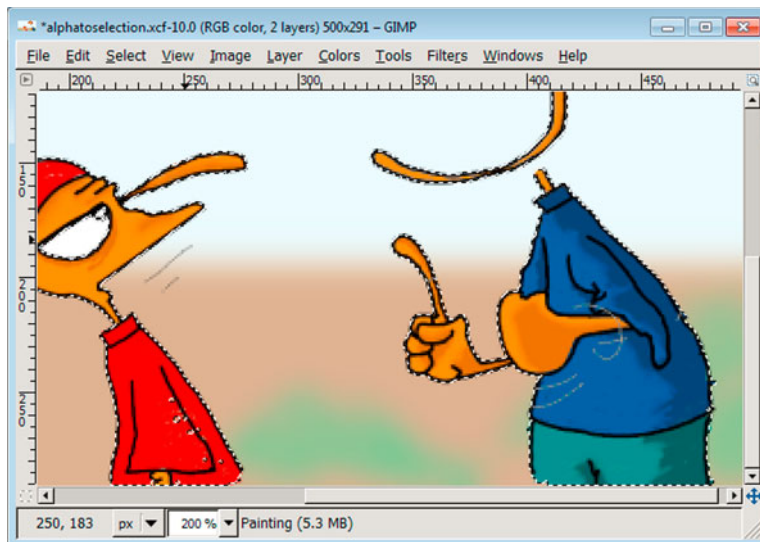 *alphatoselection.xcf-10.0 (RGB color, 2 layers) 500x291 – GIMP
File Edit Select View Image Layer Colors Tools Filters Windows Help
200 250 300 350 400 450
150
200
250
250, 183 px 200 % Painting (5.3 MB)